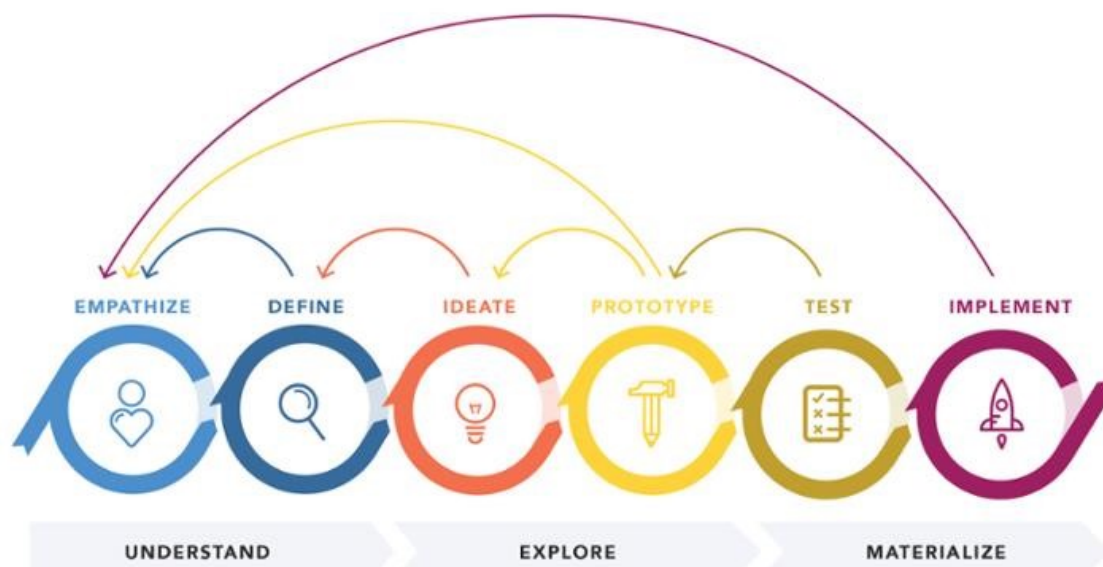 EMPATHIZE DEFINE IDEATE PROTOTYPE TEST IMPLEMENT
UNDERSTAND EXPLORE MATERIALIZE